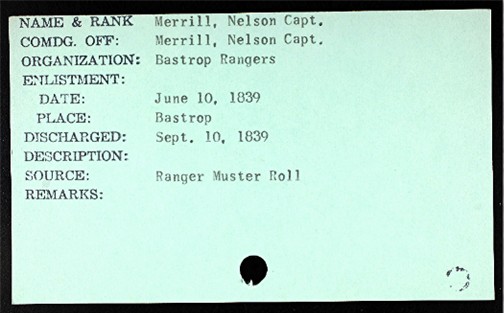 NAME & RANK Merrill, Nelson Capt.
COMDG. OFF: Merrill, Nelson Capt.
ORGANIZATION: Bastrop Rangers
ENLISTMENT:
DATE: June 10, 1839
PLACE: Bastrop
DISCHARGED: Sept. 10, 1839
DESCRIPTION:
SOURCE: Ranger Muster Roll
REMARKS: